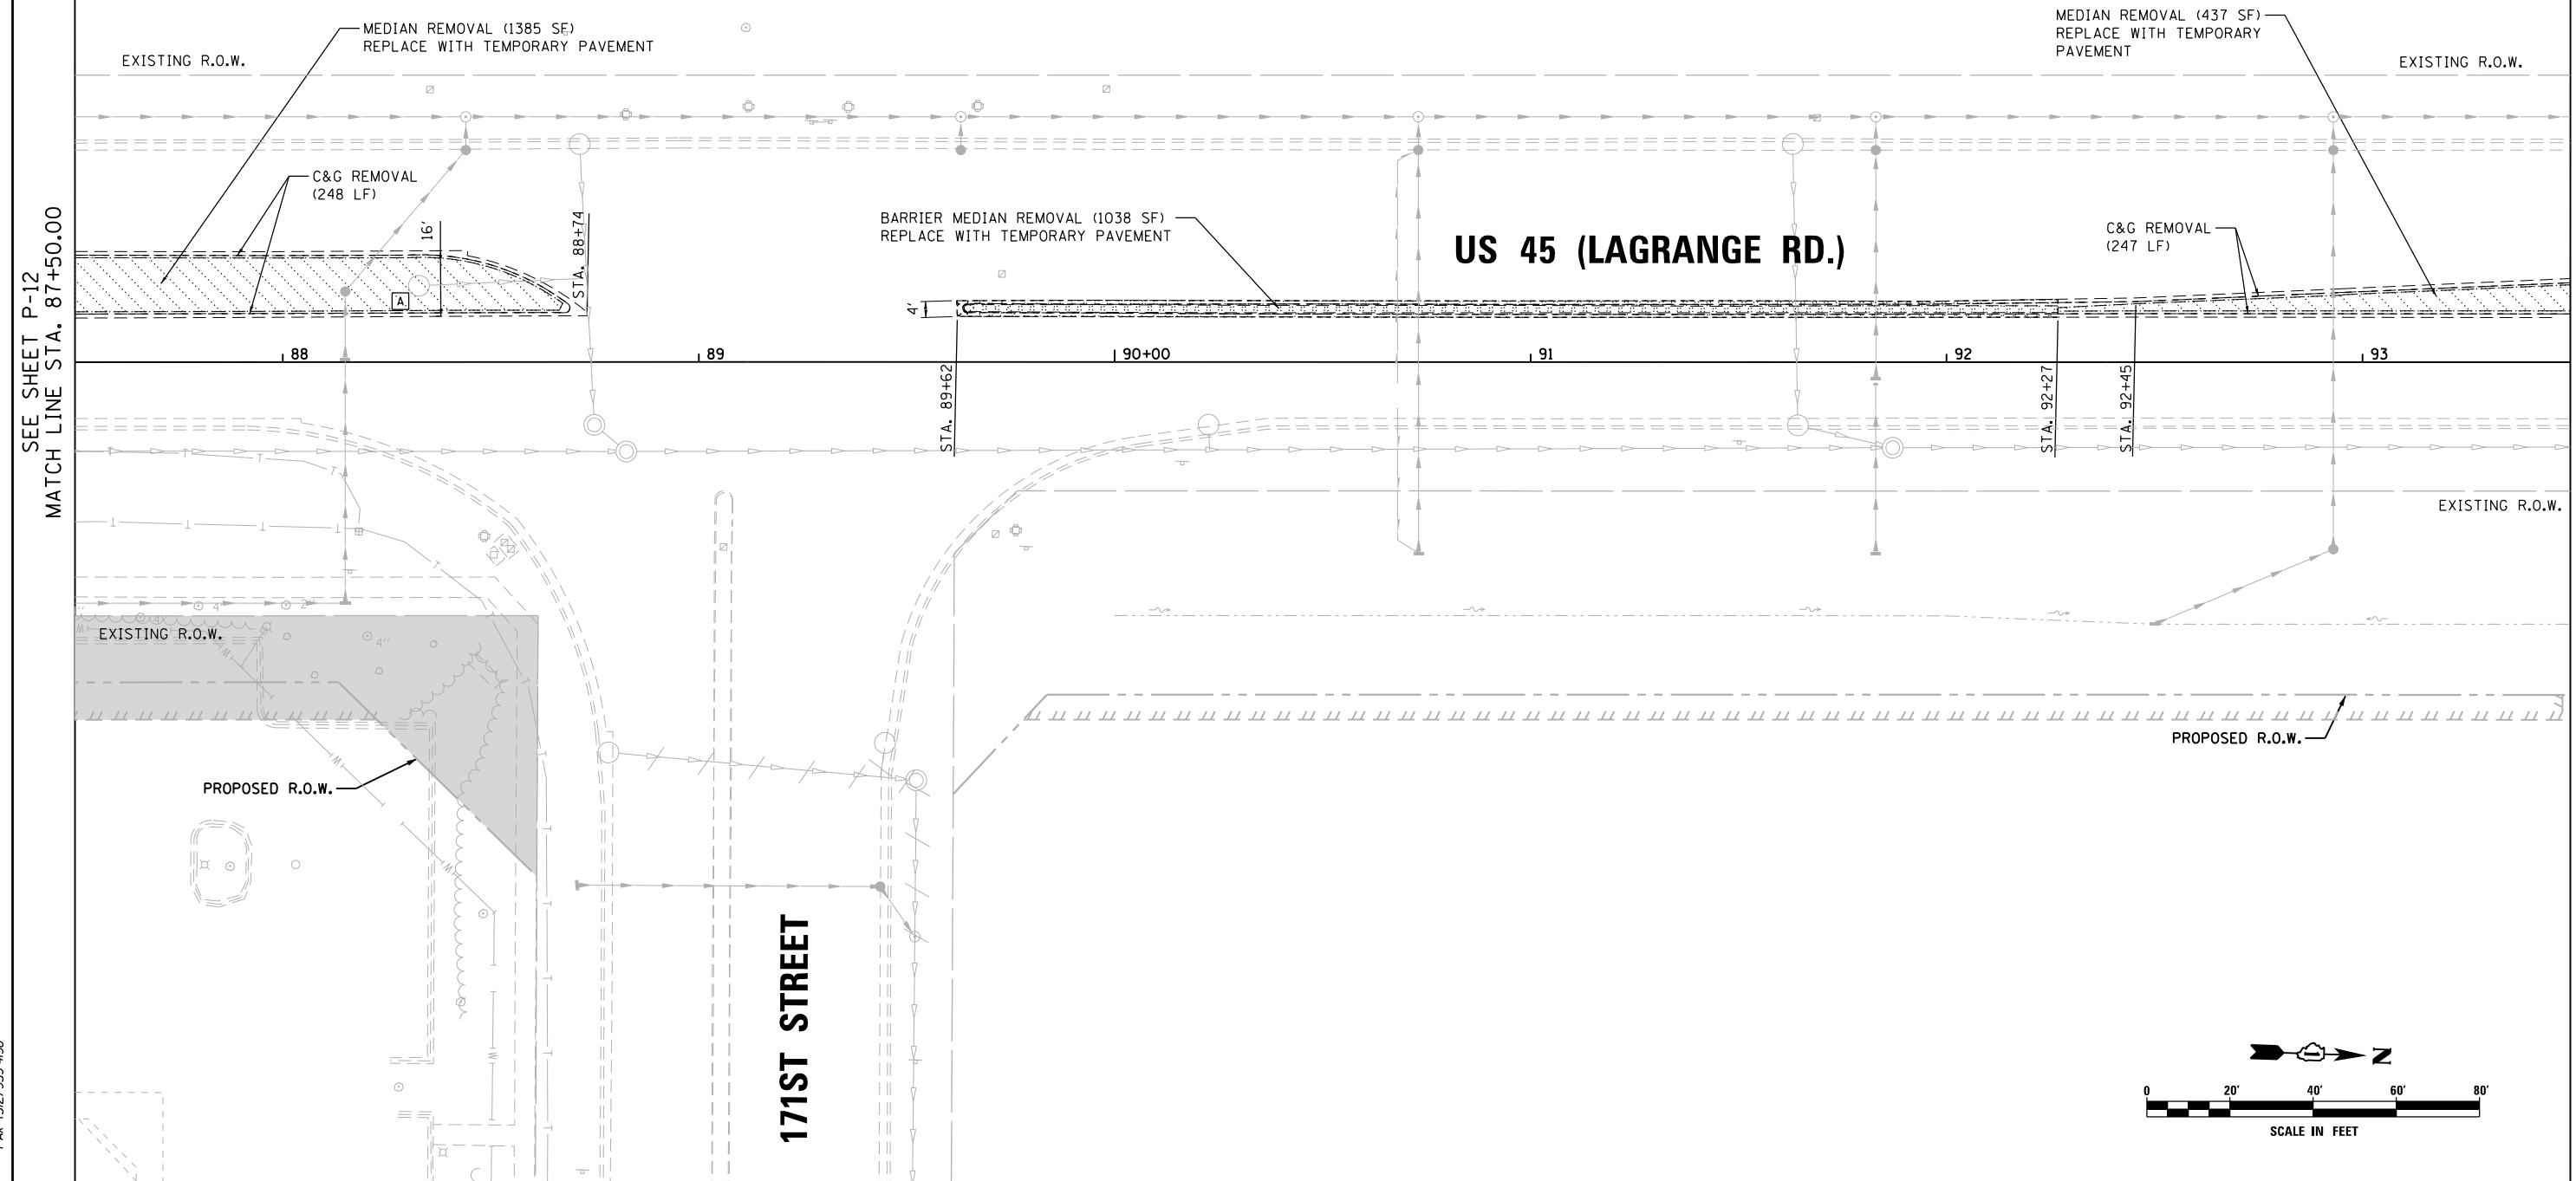 MEDIAN REMOVAL (1385 SF)
REPLACE WITH TEMPORARY PAVEMENT
MEDIAN REMOVAL (437 SF)
REPLACE WITH TEMPORARY
PAVEMENT
EXISTING R.O.W.
EXISTING R.O.W.
C&G REMOVAL
(248 LF)
16'
STA. 88+74
BARRIER MEDIAN REMOVAL (1038 SF)
REPLACE WITH TEMPORARY PAVEMENT
US 45 (LAGRANGE RD.)
C&G REMOVAL
(247 LF)
SEE SHEET P-12
MATCH LINE STA. 87+50.00
A
4'
88
89
90+00
91
92
93
STA. 89+62
STA. 92+27
STA. 92+45
EXISTING R.O.W.
4'
2"
4'
4"
EXISTING R.O.W.
PROPOSED R.O.W.
PROPOSED R.O.W.
171ST STREET
N
0 20' 40' 60' 80'
SCALE IN FEET